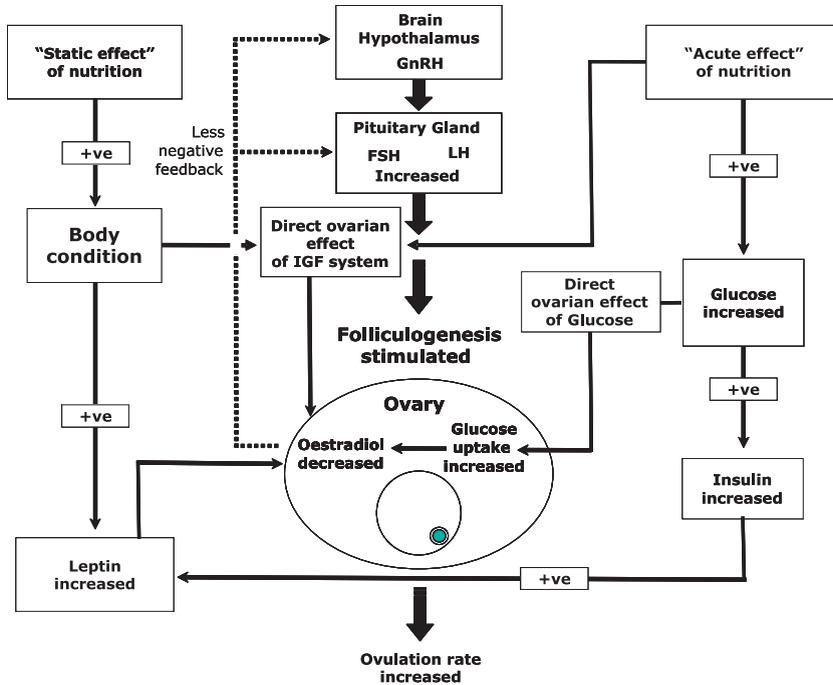 Brain
Hypothalamus
GnRH
“Static effect”
of nutrition
“Acute effect”
of nutrition
Pituitary Gland
FSH LH
Increased
Less
negative
feedback
+ve
+ve
Body
condition
Direct ovarian
effect
of IGF system
Direct
ovarian effect
of Glucose
Glucose
increased
Folliculogenesis
stimulated
+ve
+ve
Ovary
Oestradiol
decreased
Glucose
uptake
increased
Insulin
increased
Leptin
increased
+ve
Ovulation rate
increased